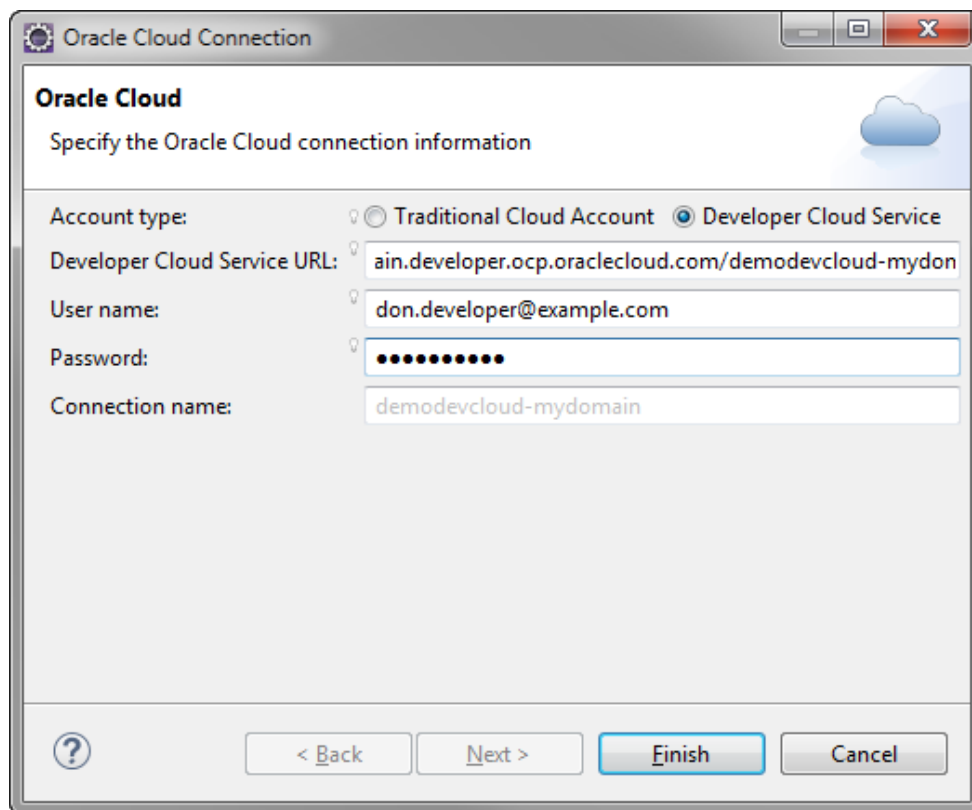 Oracle Cloud Connection
Oracle Cloud
Specify the Oracle Cloud connection information
Account type: Traditional Cloud Account Developer Cloud Service
Developer Cloud Service URL: ain.developer.ocp.oraclecloud.com/demodevcloud-mydon
User name: don.developer@example.com
Password: ●●●●●●●●●●
Connection name: demodevcloud-mydomain
? < Back Next > Finish Cancel